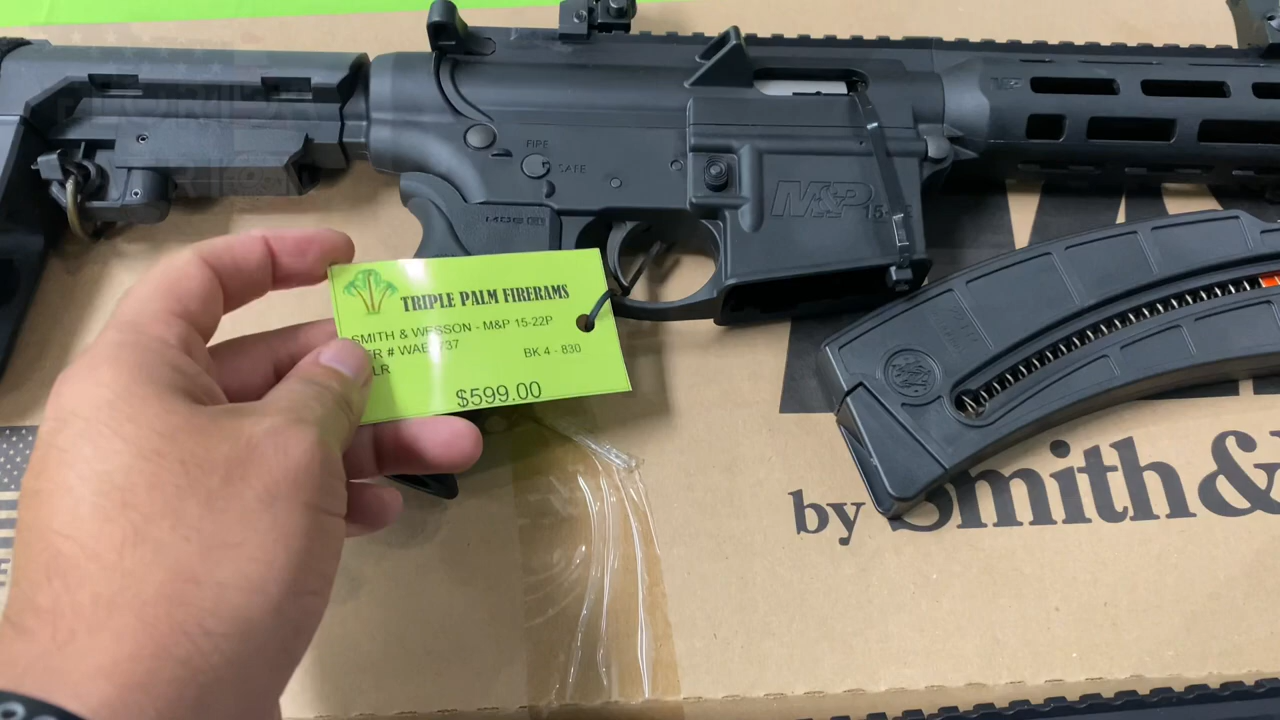 FIRE
SAFE
M&P 15-
TRIPLE PALM FIRERAMS
SMITH & WESSON - M&P 15-22P
BK 4 - 830
$599.00
by Smith&